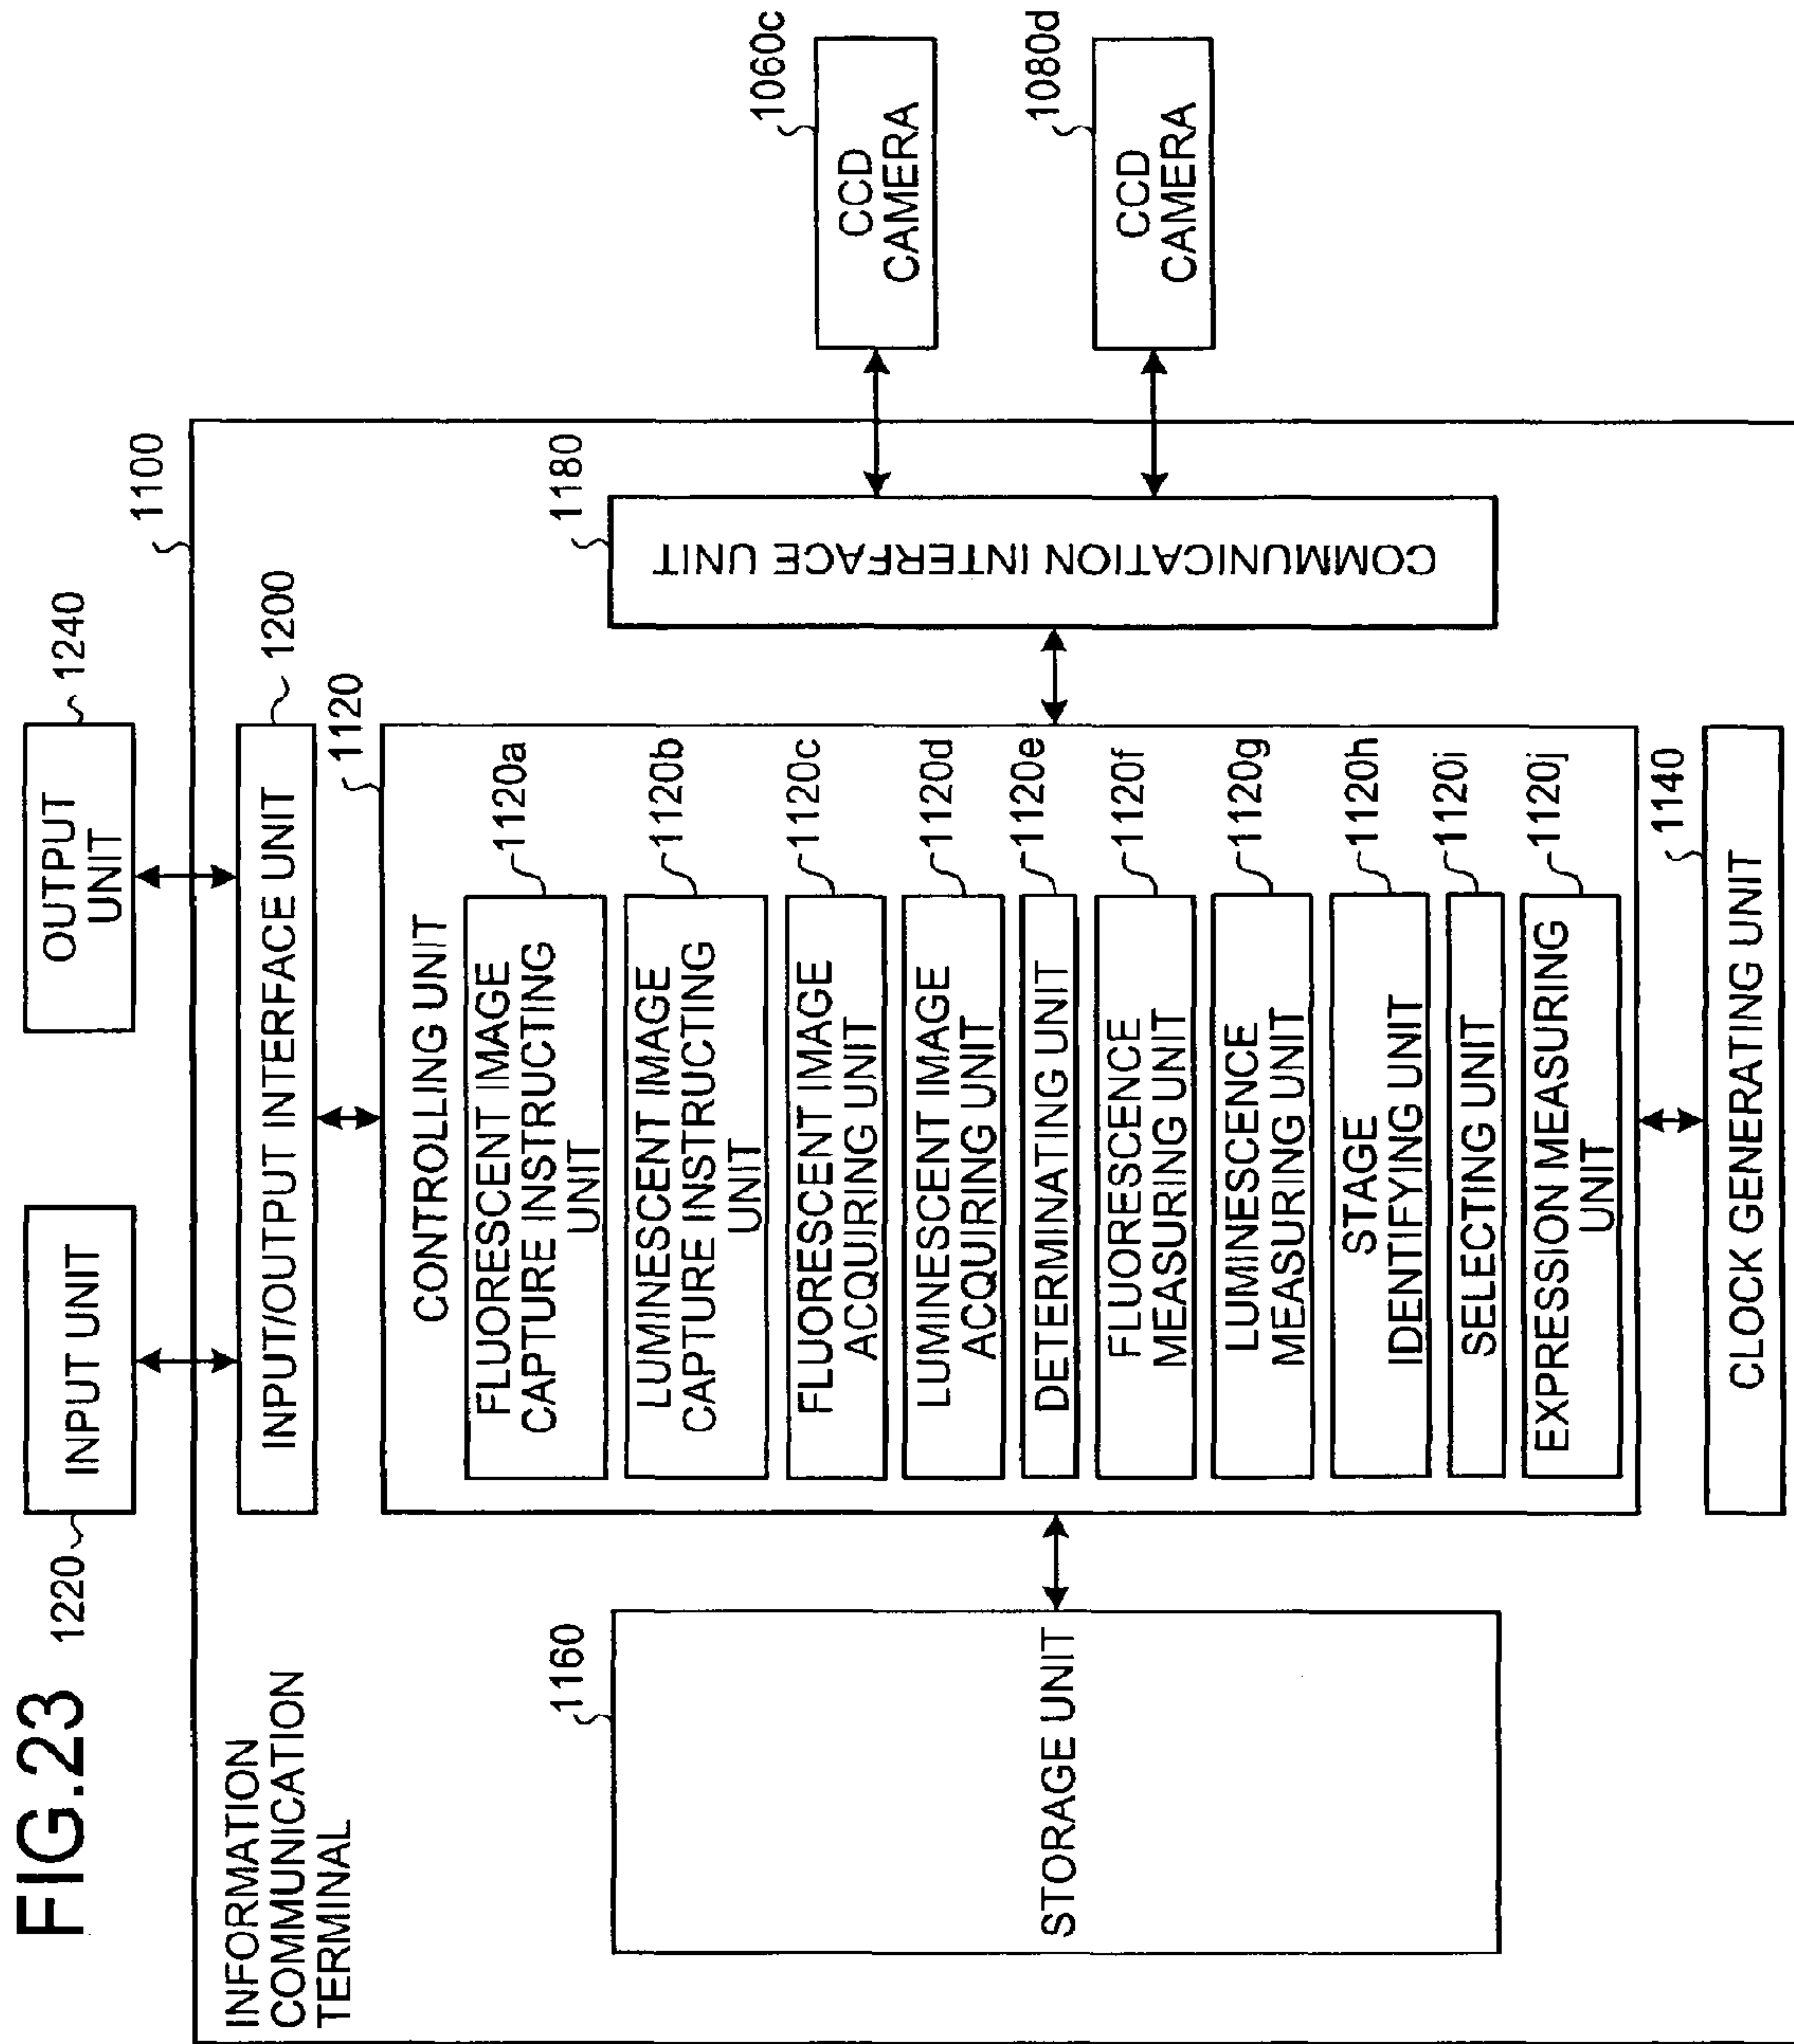 FIG.23
INPUT UNIT
1220
OUTPUT
UNIT
1240
INFORMATION
COMMUNICATION
TERMINAL
1100
INPUT/OUTPUT INTERFACE UNIT
1200
CONTROLLING UNIT
1120
FLUORESCENT IMAGE
CAPTURE INSTRUCTING
UNIT
1120a
LUMINESCENT IMAGE
CAPTURE INSTRUCTING
UNIT
1120b
FLUORESCENT IMAGE
ACQUIRING UNIT
1120c
LUMINESCENT IMAGE
ACQUIRING UNIT
1120d
DETERMINATING UNIT
1120e
FLUORESCENCE
MEASURING UNIT
1120f
LUMINESCENCE
MEASURING UNIT
1120g
STAGE
IDENTIFYING UNIT
1120h
SELECTING UNIT
1120i
EXPRESSION MEASURING
UNIT
1120j
STORAGE UNIT
1160
COMMUNICATION INTERFACE UNIT
1180
CCD
CAMERA
1060c
CCD
CAMERA
1080d
CLOCK GENERATING UNIT
1140